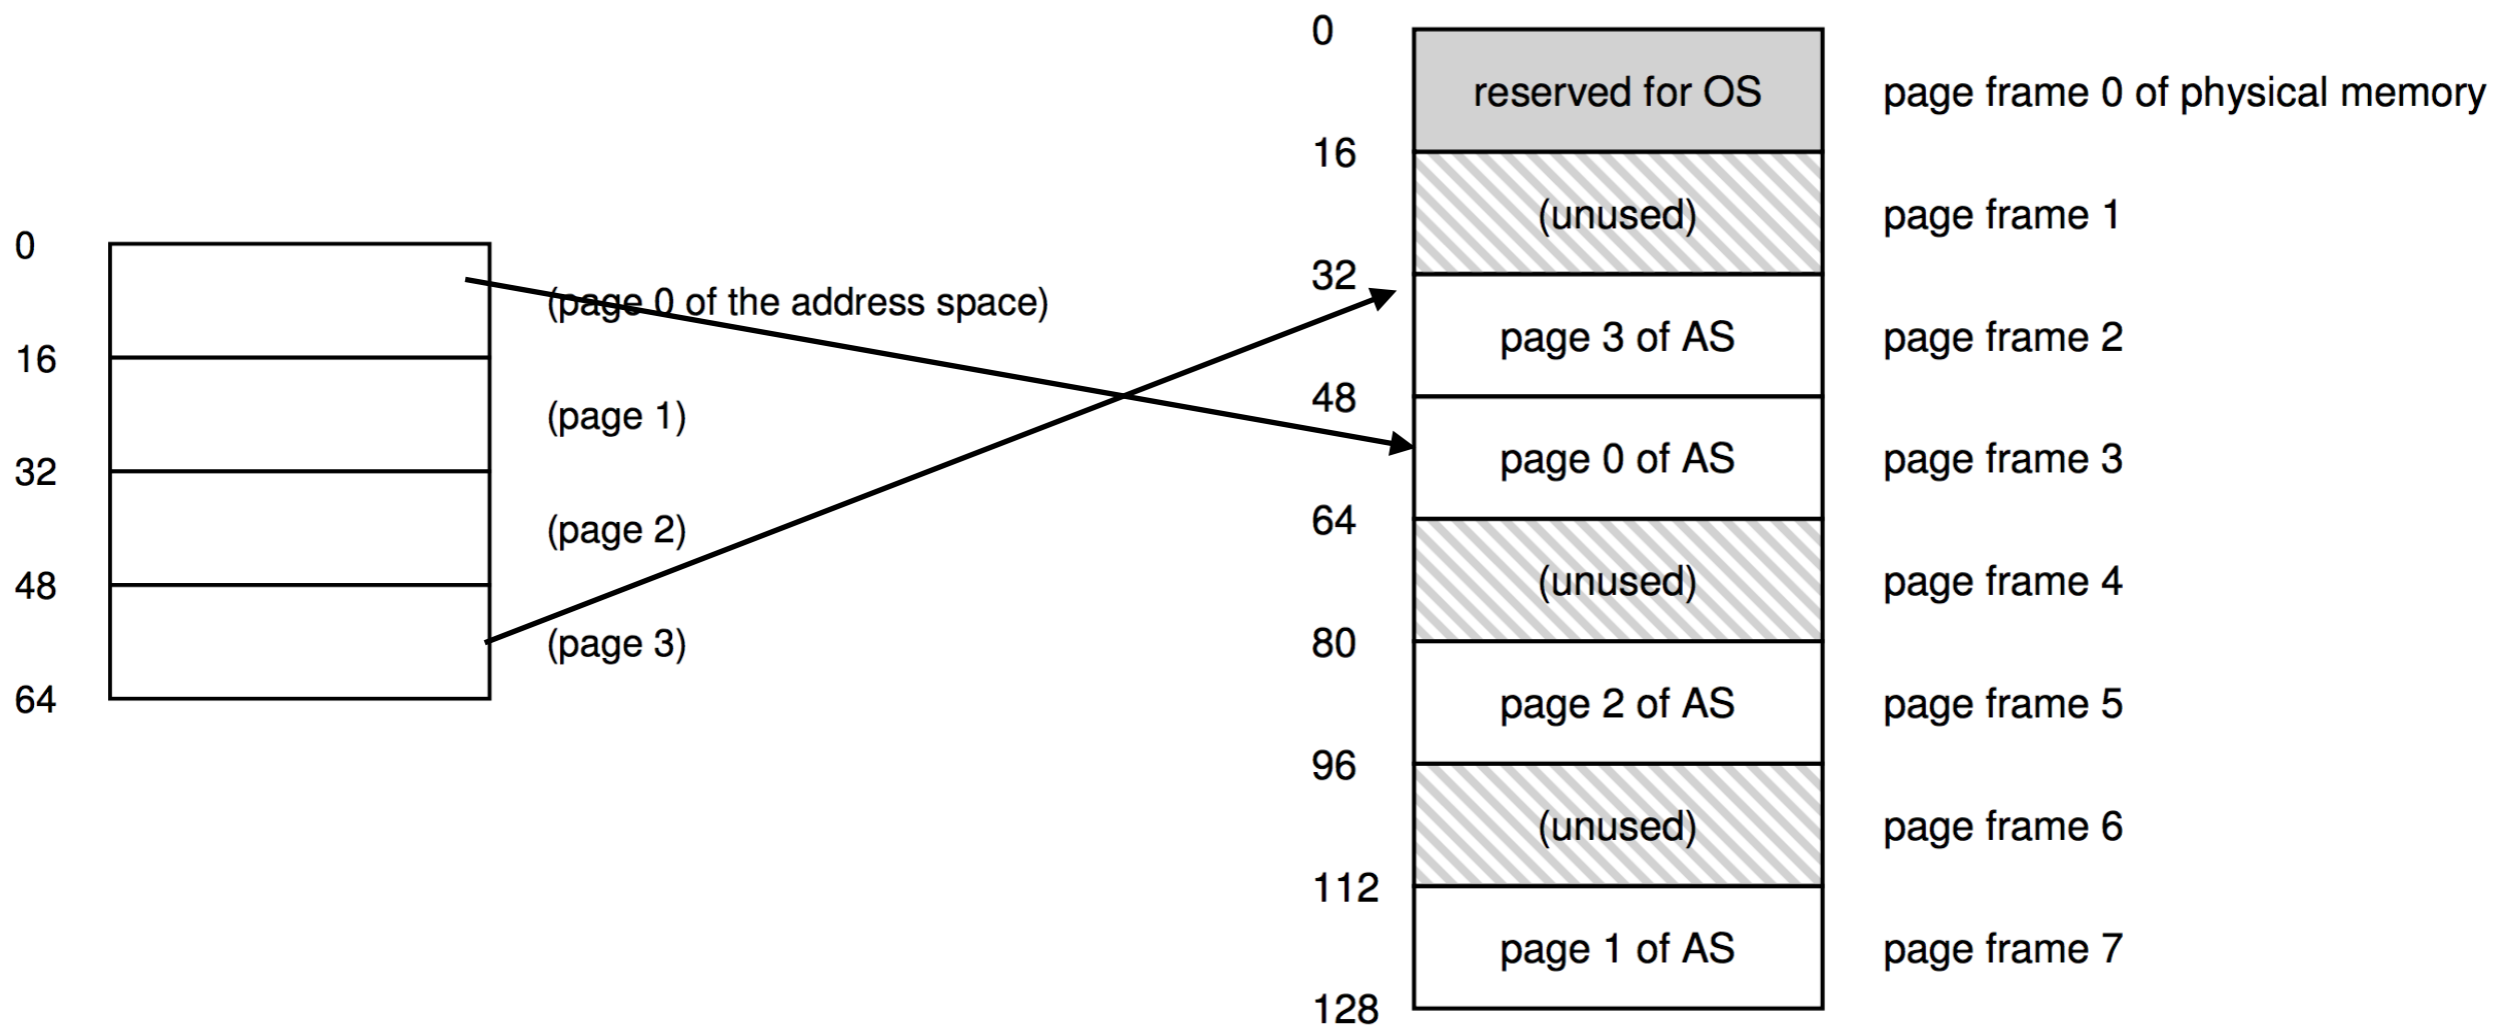 0
16
32
48
64
(page 0 of the address space)
(page 1)
(page 2)
(page 3)
0
16
32
48
64
80
96
112
128
reserved for OS
page frame 0 of physical memory
(unused)
page frame 1
page 3 of AS
page frame 2
page 0 of AS
page frame 3
(unused)
page frame 4
page 2 of AS
page frame 5
(unused)
page frame 6
page 1 of AS
page frame 7